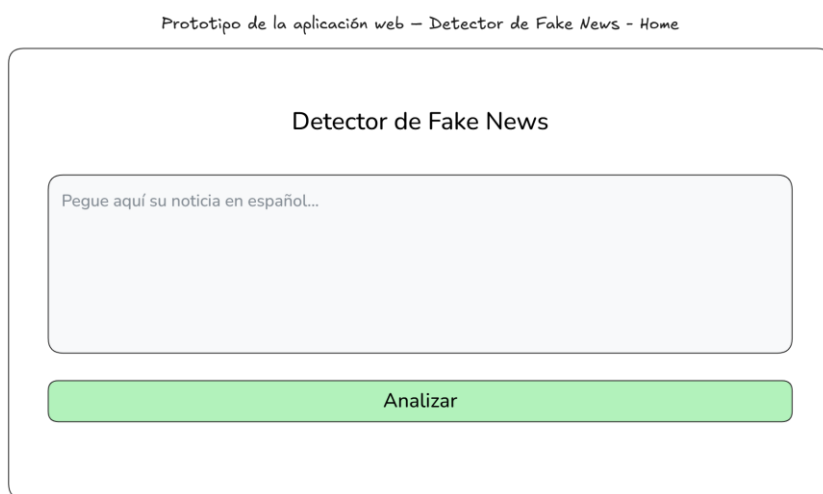 Prototipo de la aplicación web – Detector de Fake News - Home
Detector de Fake News
Pegue aquí su noticia en español...
Analizar